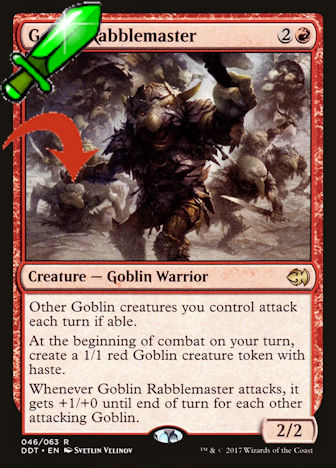 Rabblemaster 2
Creature — Goblin Warrior
Other Goblin creatures you control attack
each turn if able.
At the beginning of combat on your turn,
create a 1/1 red Goblin creature token with
haste.
Whenever Goblin Rabblemaster attacks, it
gets +1/+0 until end of turn for each other
attacking Goblin.
2/2
046/063 R
DDT • EN SVETLIN VELINOV
™ & © 2017 Wizards of the Coast